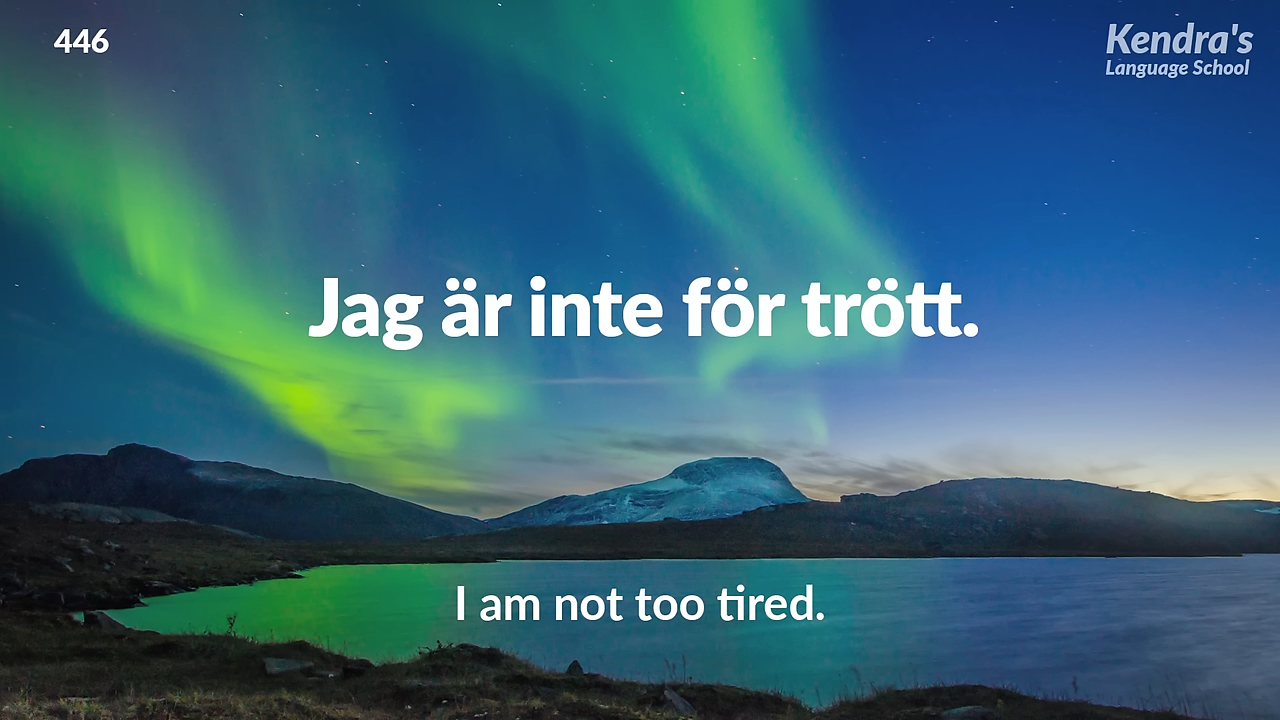 446
Kendra's
Language School
Jag är inte för trött.
I am not too tired.